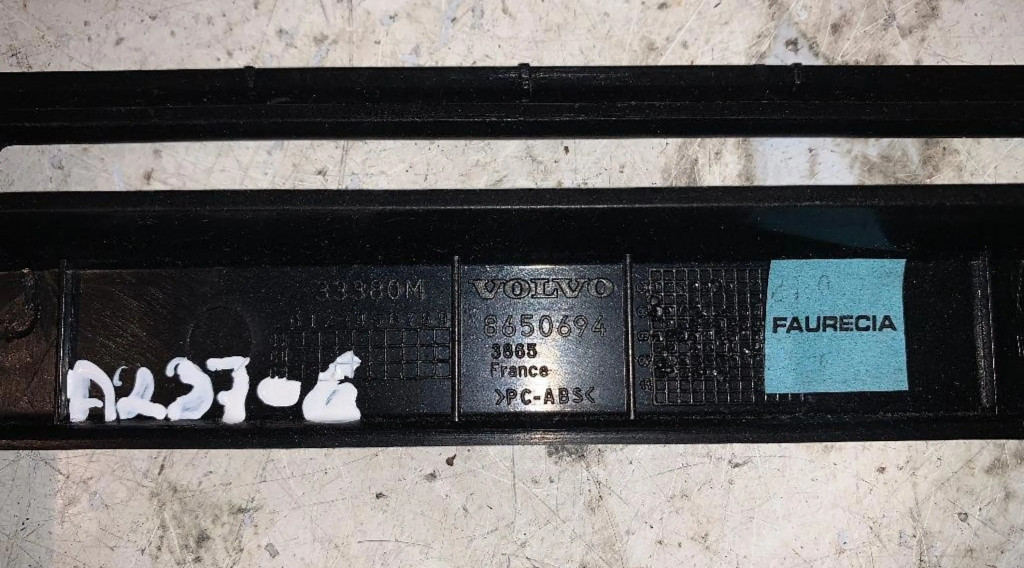 33380M
VOLVO
8650694
3865
France
>PC-ABS<
FAURECIA
A237-6